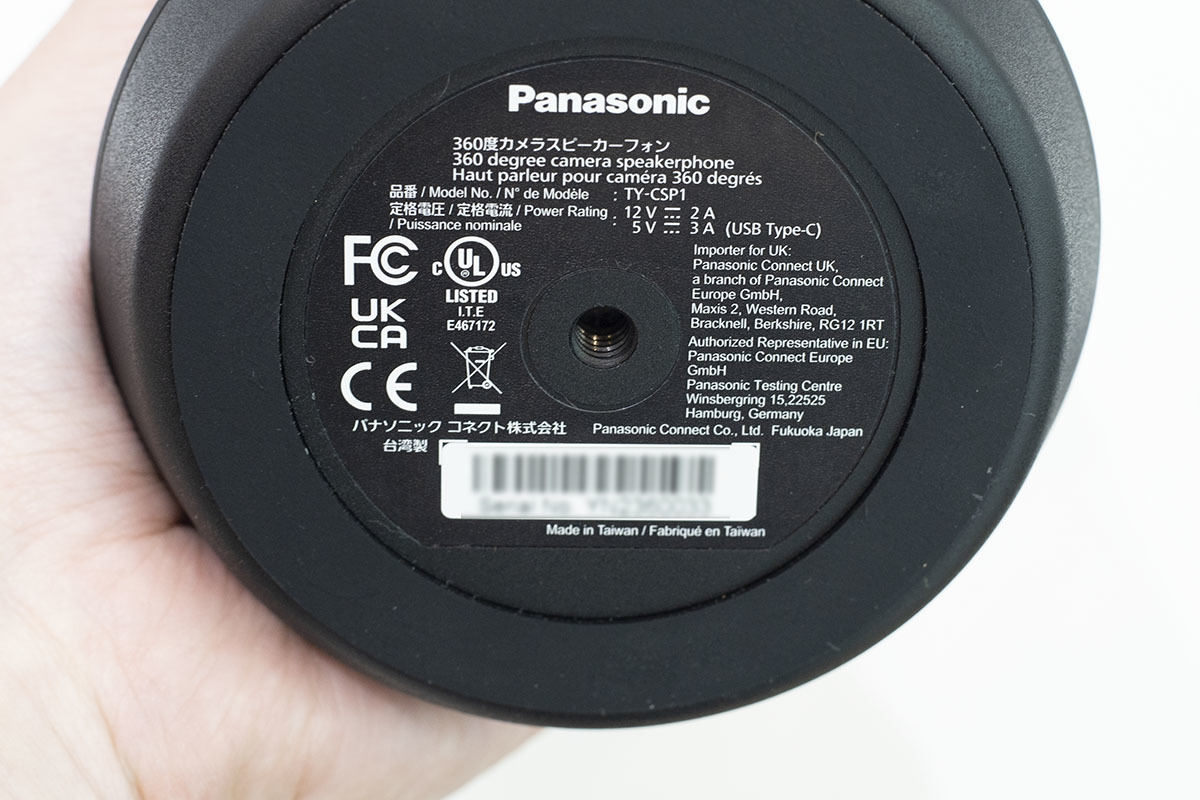 Panasonic
360度カメラスピーカーフォン
360 degree camera speakerphone
Haut parleur pour caméra 360 degrés
品番 / Model No. / N° de Modèle : TY-CSP1
定格電圧 / 定格電流 / Power Rating / Puissance nominale : 12 V ⎓ 2 A
5 V ⎓ 3 A (USB Type-C)
FC
C UL US
LISTED
I.T.E
E467172
UK
CA
CE
Importer for UK:
Panasonic Connect UK,
a branch of Panasonic Connect
Europe GmbH,
Maxis 2, Western Road,
Bracknell, Berkshire, RG12 1RT
Authorized Representative in EU:
Panasonic Connect Europe
GmbH
Panasonic Testing Centre
Winsbergring 15,22525
Hamburg, Germany
パナソニック コネクト株式会社 Panasonic Connect Co., Ltd. Fukuoka Japan
台湾製
Made in Taiwan / Fabriqué en Taïwan